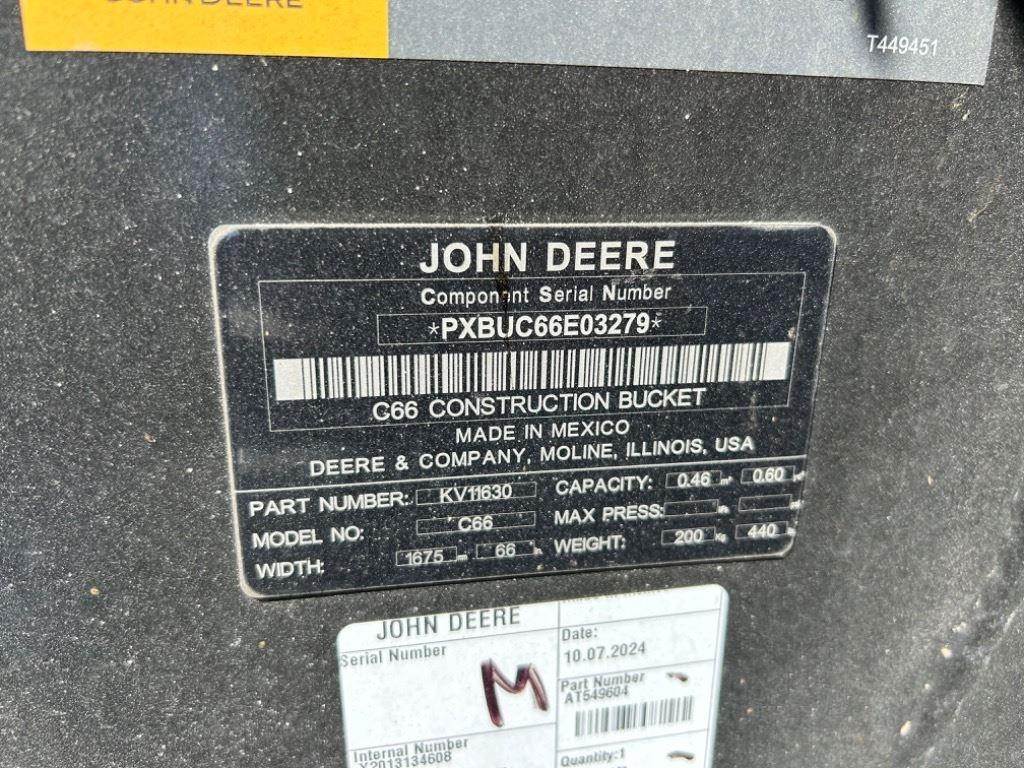 JOHN DEERE
T449451
JOHN DEERE
Component Serial Number
*PXBUC66E03279*
C66 CONSTRUCTION BUCKET
MADE IN MEXICO
DEERE & COMPANY, MOLINE, ILLINOIS, USA
PART NUMBER: KV11630 CAPACITY: 0.46 0.60
MODEL NO: C66 MAX PRESS:
WIDTH: 1675 66 WEIGHT: 200 Kg 440
JOHN DEERE
Serial Number
M
Date:
10.07.2024
Part Number
AT549604
Internal Number
X2013134608
Quantity:1